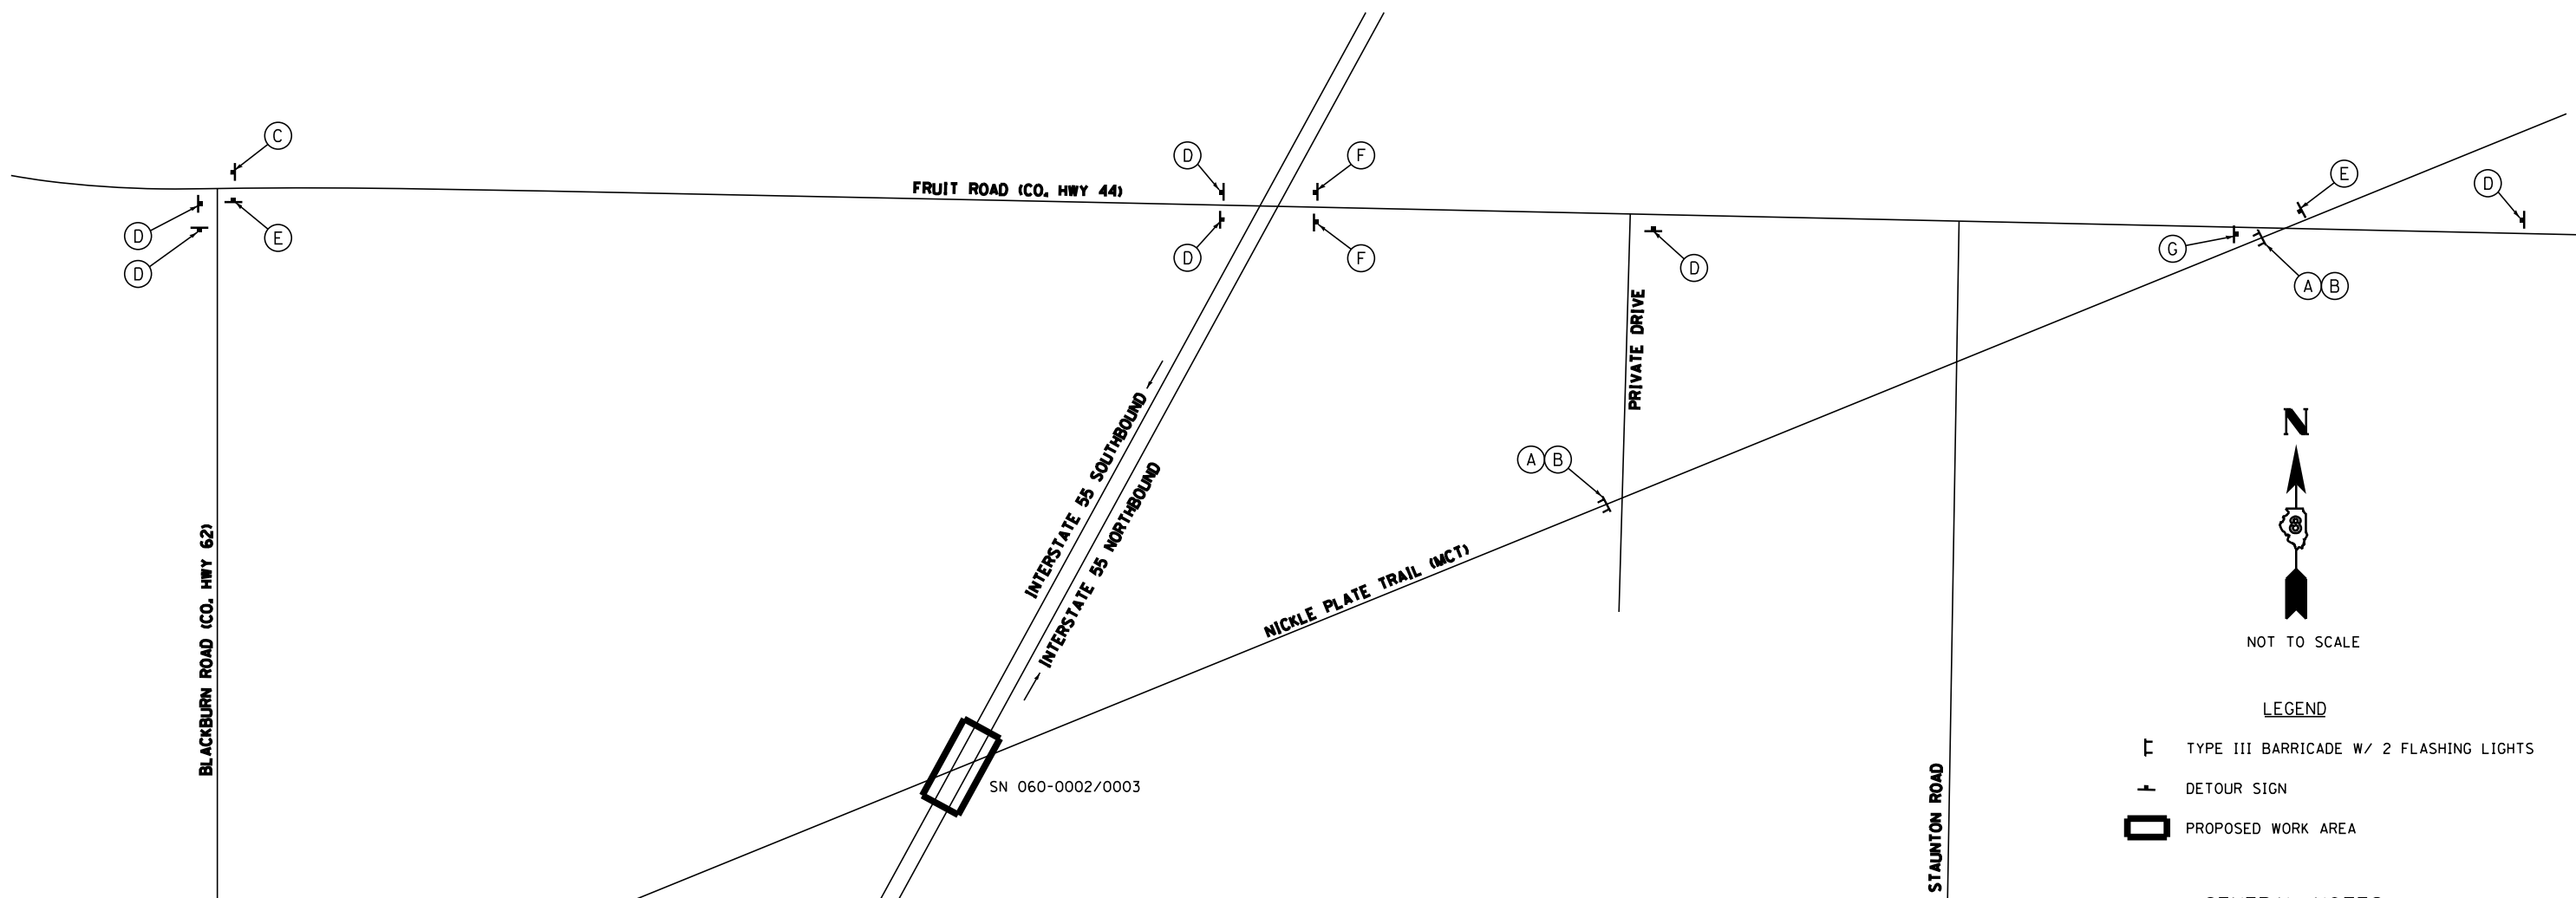 C
E
D
D
D
F
FRUIT ROAD (CO. HWY 44)
D
E
G
D
D
F
D
A B
PRIVATE DRIVE
INTERSTATE 55 SOUTHBOUND
INTERSTATE 55 NORTHBOUND
A B
N
8
BLACKBURN ROAD (CO. HWY 62)
NICKLE PLATE TRAIL (MCT)
NOT TO SCALE
LEGEND
TYPE III BARRICADE W/ 2 FLASHING LIGHTS
SN 060-0002/0003
DETOUR SIGN
STAUNTON ROAD
PROPOSED WORK AREA